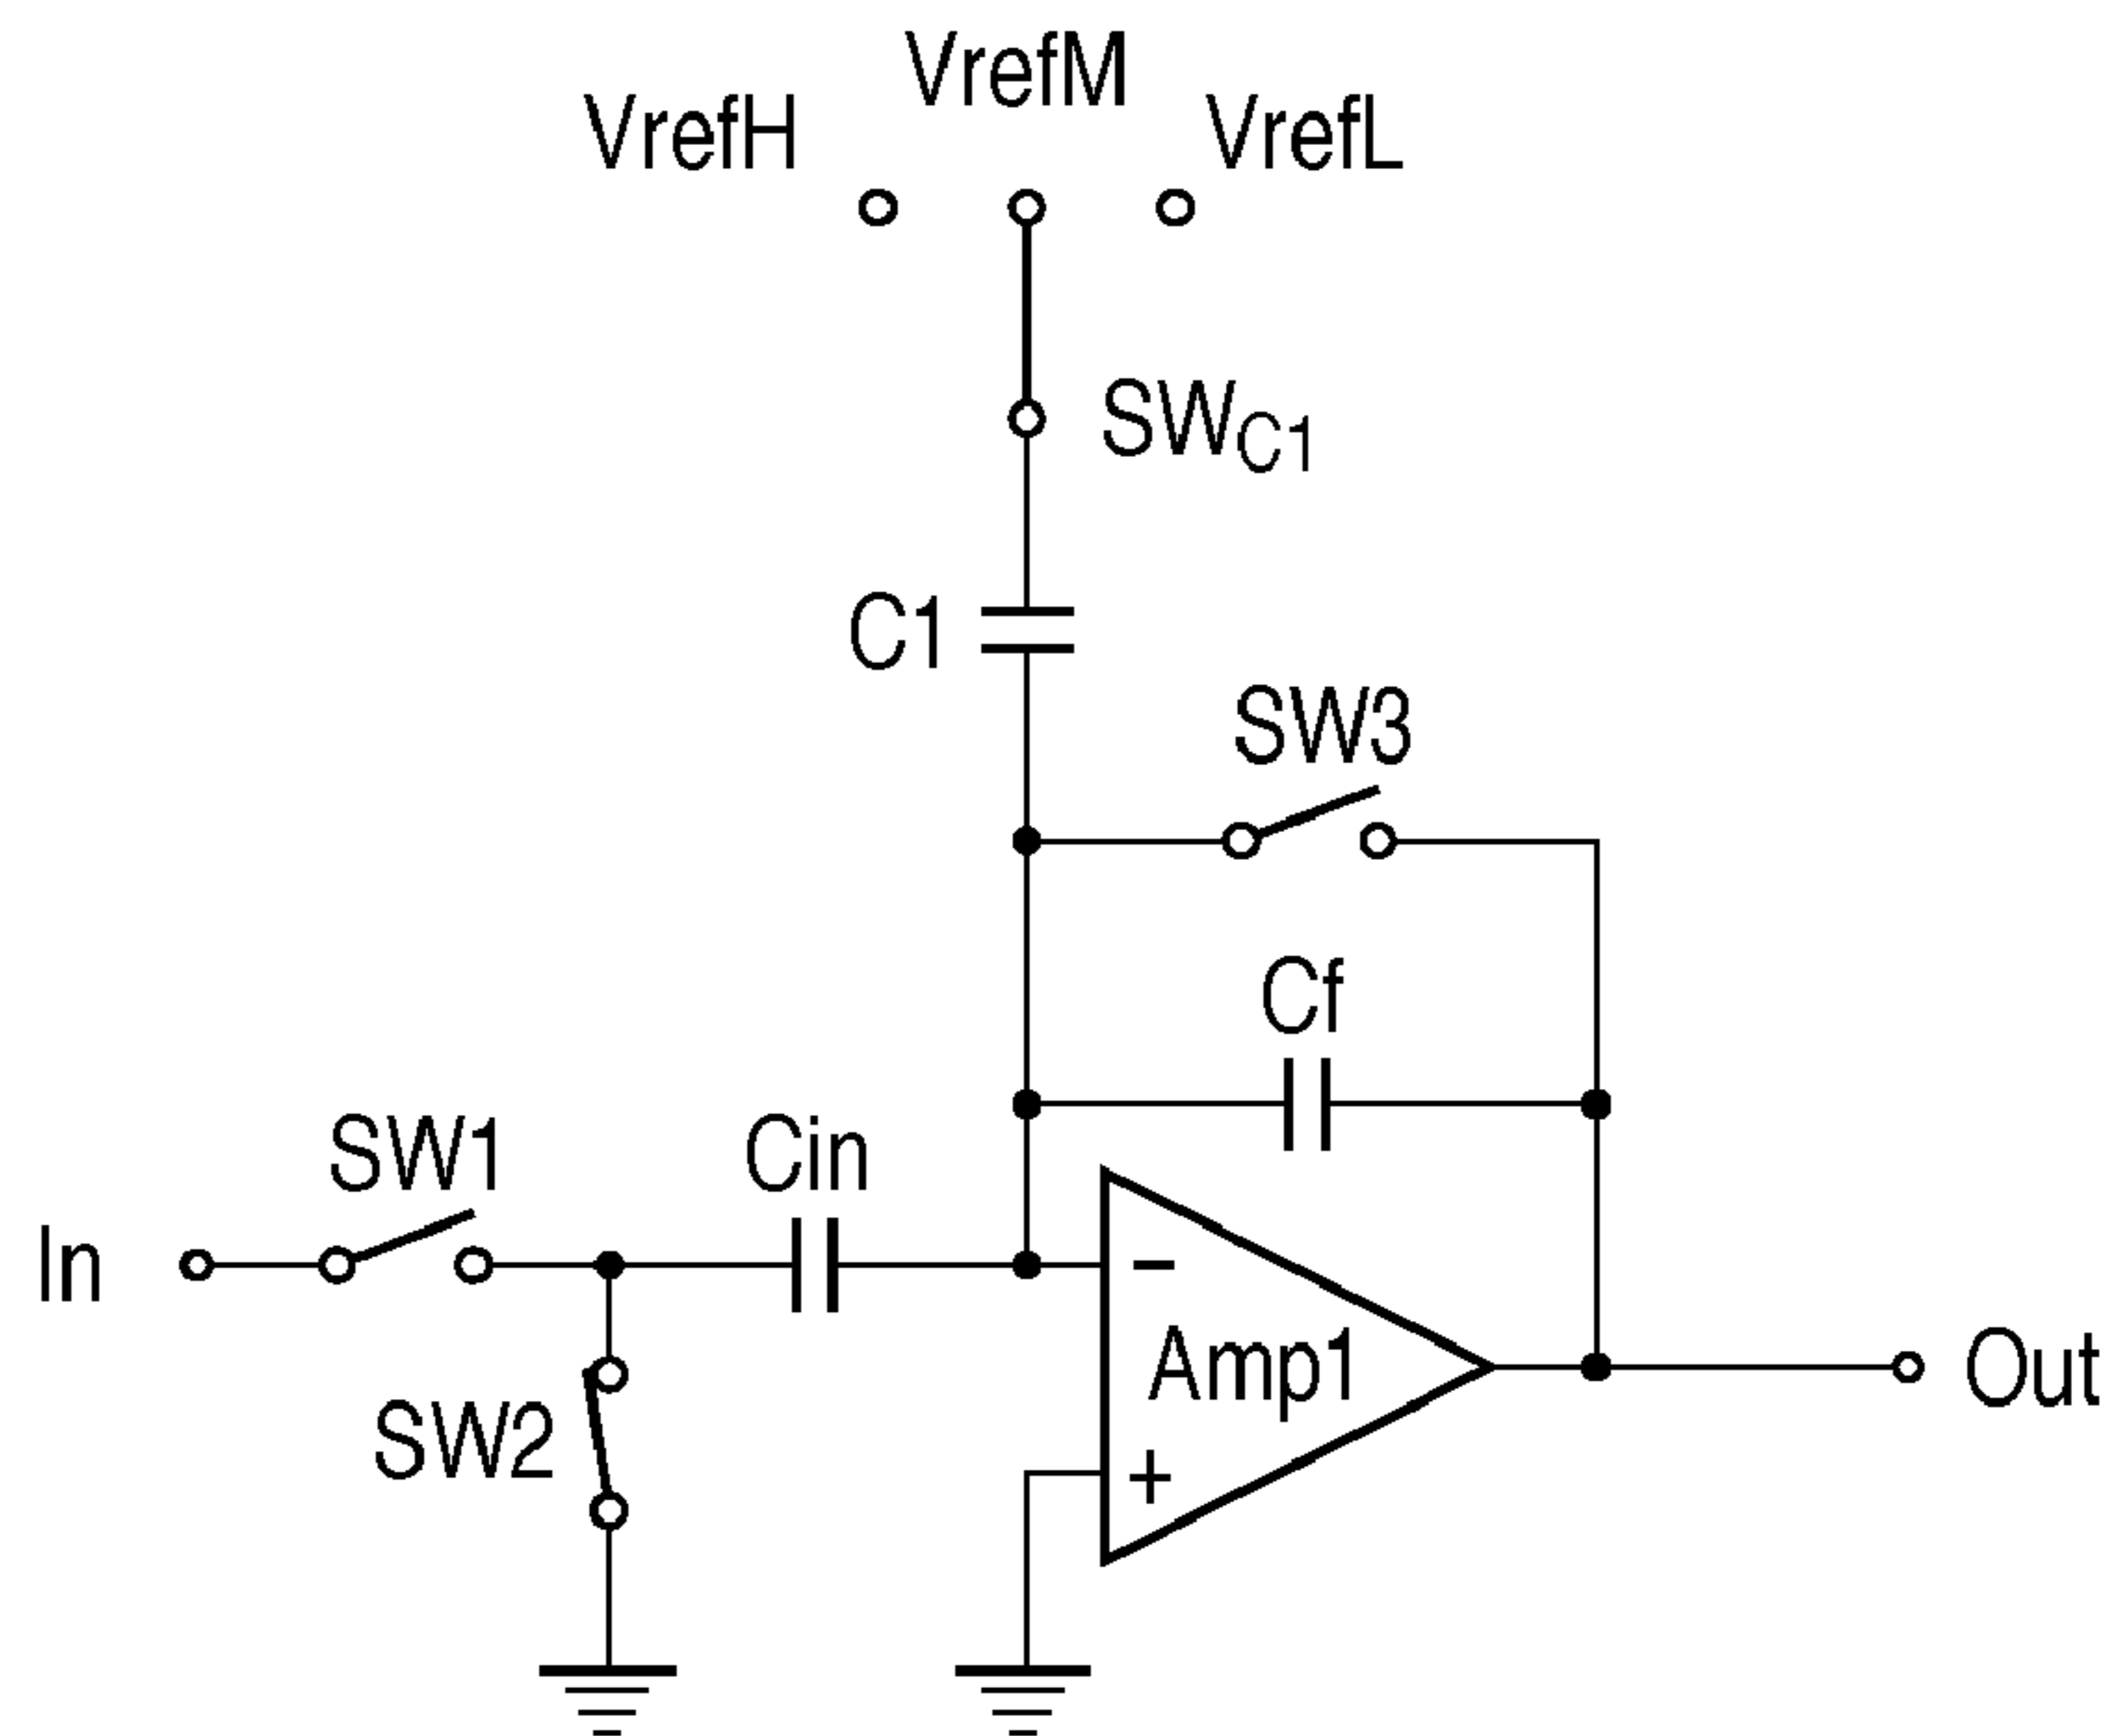 VrefM
VrefH
VrefL
SWC1
C1
SW3
Cf
SW1
Cin
In
−
Amp1
Out
SW2
+